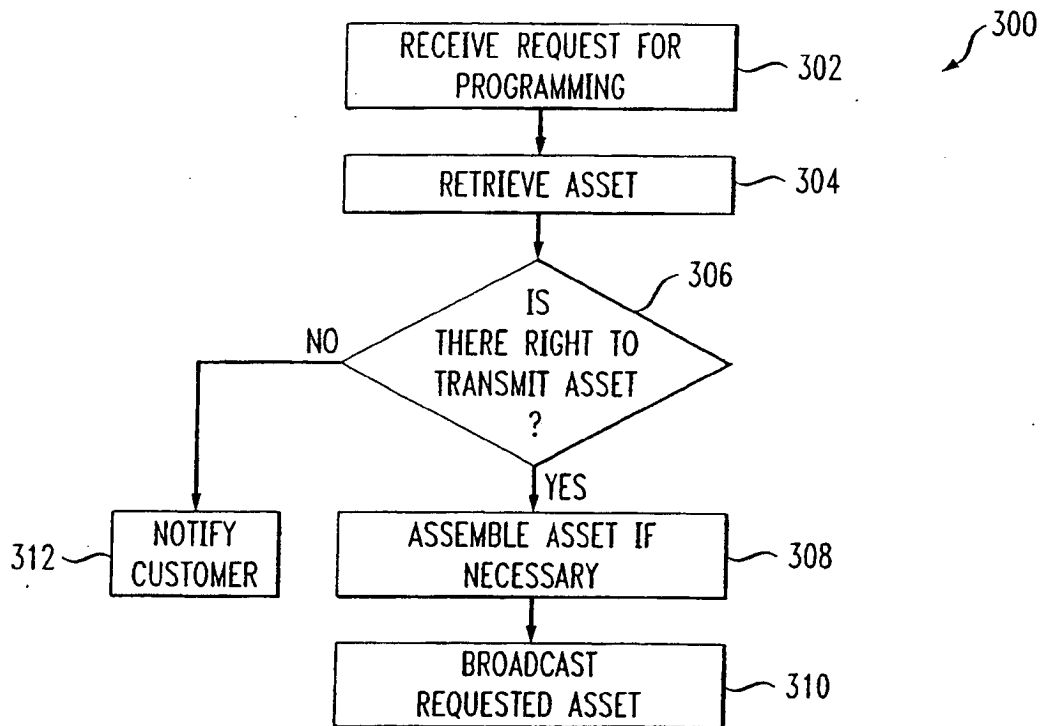 300
RECEIVE REQUEST FOR
PROGRAMMING
302
RETRIEVE ASSET
304
306
IS
THERE RIGHT TO
TRANSMIT ASSET
?
NO
YES
312
NOTIFY
CUSTOMER
ASSEMBLE ASSET IF
NECESSARY
308
BROADCAST
REQUESTED ASSET
310